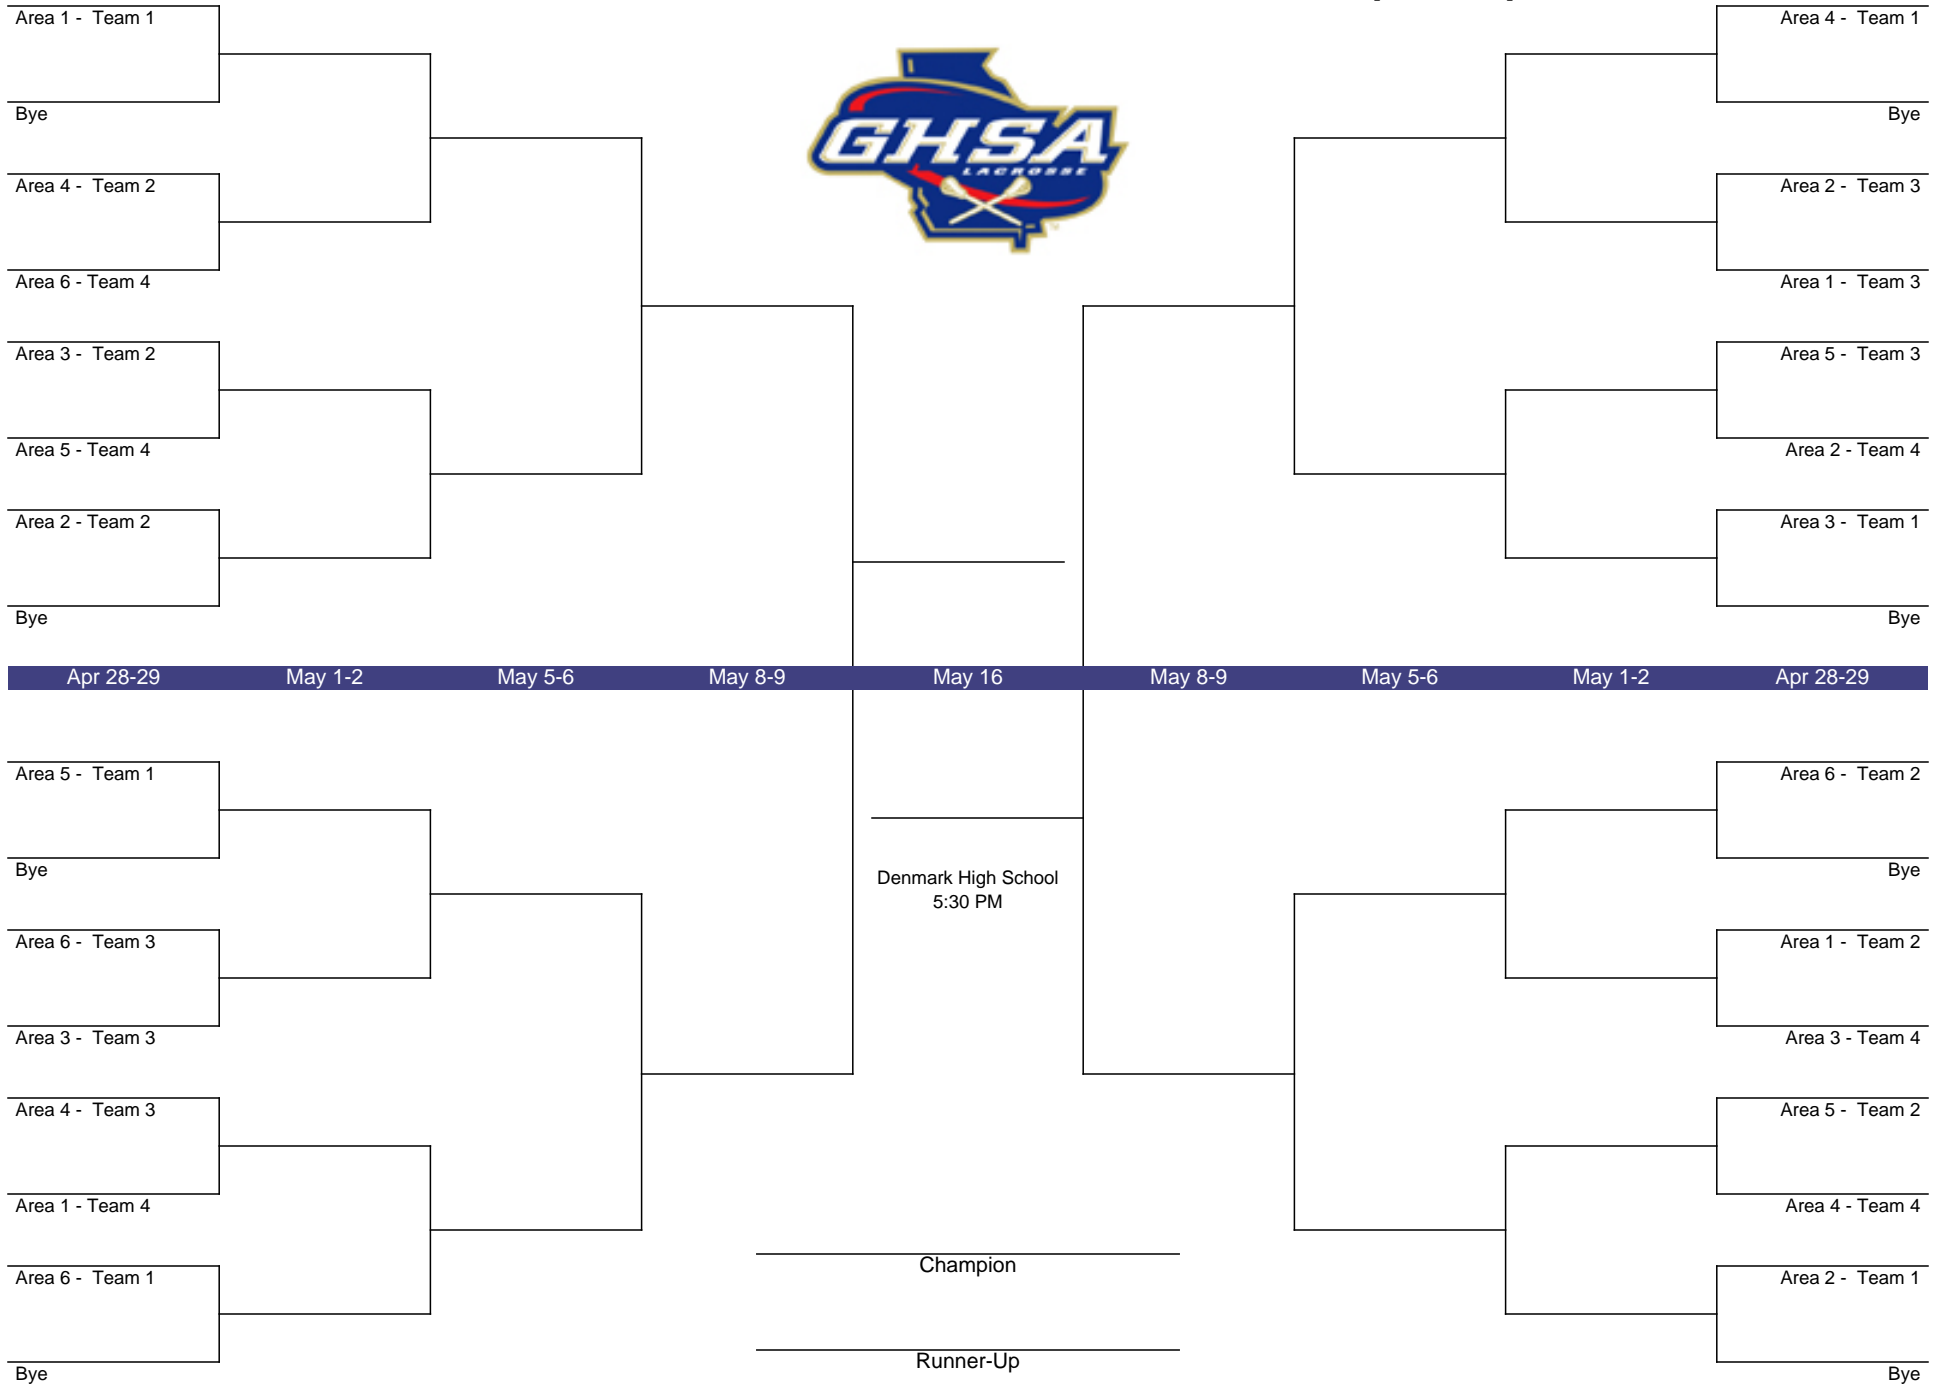 Area 1 -  Team 1
Bye
Area 4 -  Team 2
Area 6 - Team 4
Area 3 -  Team 2
Area 5 - Team 4
Area 2 - Team 2
Bye
GHSA
LACROSSE
Area 4 -  Team 1
Bye
Area 2 -  Team 3
Area 1 -  Team 3
Area 5 -  Team 3
Area 2 - Team 4
Area 3 -  Team 1
Bye
Apr 28-29 May 1-2 May 5-6 May 8-9 May 16 May 8-9 May 5-6 May 1-2 Apr 28-29
Area 5 -  Team 1
Bye
Area 6 -  Team 3
Area 3 -  Team 3
Area 4 -  Team 3
Area 1 - Team 4
Area 6 -  Team 1
Bye
Denmark High School
5:30 PM
Champion
Runner-Up
Area 6 -  Team 2
Bye
Area 1 -  Team 2
Area 3 - Team 4
Area 5 -  Team 2
Area 4 - Team 4
Area 2 -  Team 1
Bye